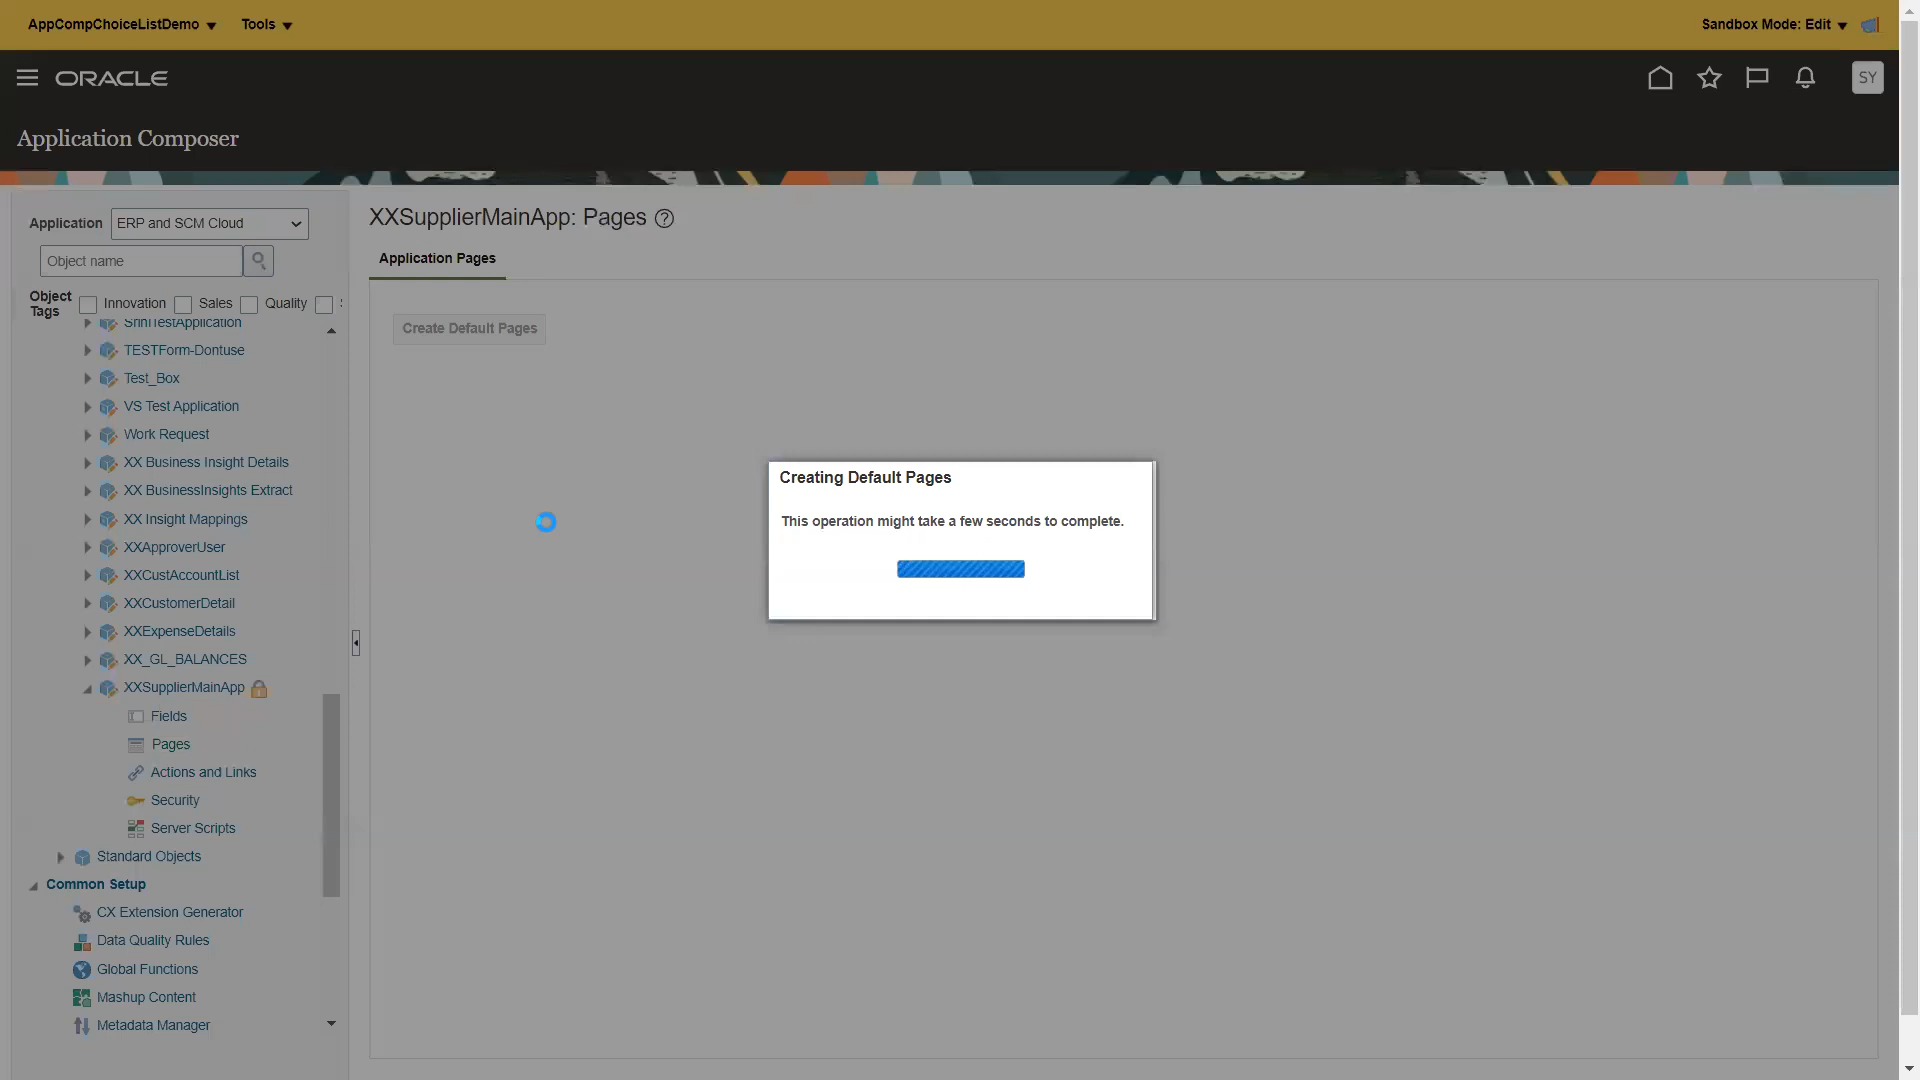 AppCompChoiceListDemo
Tools
Sandbox Mode: Edit
ORACLE
SY
Application Composer
Application
ERP and SCM Cloud
Object name
Object Tags
Innovation
Sales
Quality
SriniTestApplication
TESTForm-Dontuse
Test_Box
VS Test Application
Work Request
XX Business Insight Details
XX BusinessInsights Extract
XX Insight Mappings
XXApproverUser
XXCustAccountList
XXCustomerDetail
XXExpenseDetails
XX_GL_BALANCES
XXSupplierMainApp
Fields
Pages
Actions and Links
Security
Server Scripts
Standard Objects
Common Setup
CX Extension Generator
Data Quality Rules
Global Functions
Mashup Content
Metadata Manager
XXSupplierMainApp: Pages
Application Pages
Create Default Pages
Creating Default Pages
This operation might take a few seconds to complete.